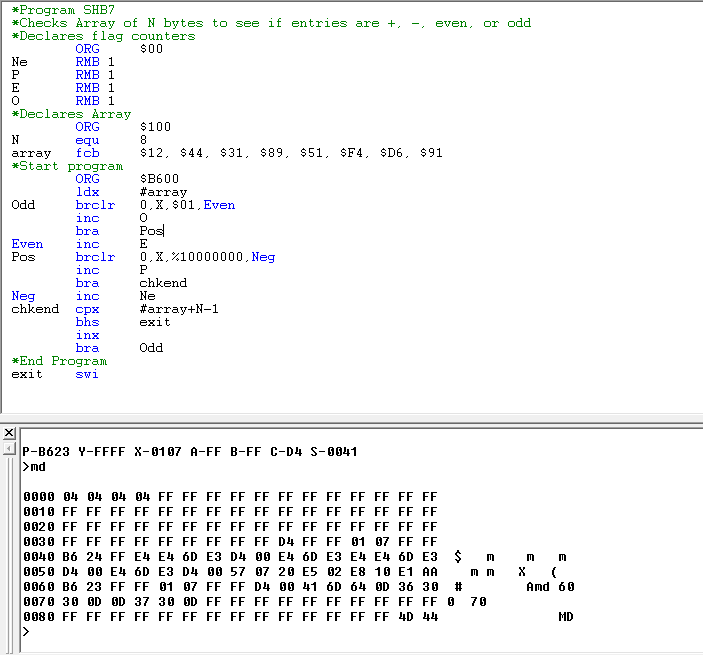 *Program SHB7
*Checks Array of N bytes to see if entries are +, -, even, or odd
*Declares flag counters
ORG $00
Ne RMB 1
P RMB 1
E RMB 1
O RMB 1
*Declares Array
ORG $100
N equ 8
array fcb $12, $44, $31, $89, $51, $F4, $D6, $91
*Start program
ORG $B600
ldx #array
Odd brclr 0,X,$01,Even
inc O
bra Pos
Even inc E
Pos brclr 0,X,%10000000,Neg
inc P
bra chkend
Neg inc Ne
chkend cpx #array+N-1
bhs exit
inx
bra Odd
*End Program
exit swi
P-B623 Y-FFFF X-0107 A-FF B-FF C-D4 S-0041
>md
0000 04 04 04 04 FF FF FF FF FF FF FF FF FF FF FF FF
0010 FF FF FF FF FF FF FF FF FF FF FF FF FF FF FF FF
0020 FF FF FF FF FF FF FF FF FF FF FF FF FF FF FF FF
0030 FF FF FF FF FF FF FF FF FF D4 FF FF 01 07 FF FF
0040 B6 24 FF E4 E4 6D E3 D4 00 E4 6D E3 E4 E4 6D E3 $ m m m
0050 D4 00 E4 6D E3 D4 00 57 07 20 E5 02 E8 10 E1 AA m m X (
0060 B6 23 FF FF 01 07 FF FF D4 00 41 6D 64 0D 36 30 # Amd 60
0070 30 0D 0D 37 30 0D FF FF FF FF FF FF FF FF FF FF 0 70
0080 FF FF FF FF FF FF FF FF FF FF FF FF FF FF 4D 44 MD
>